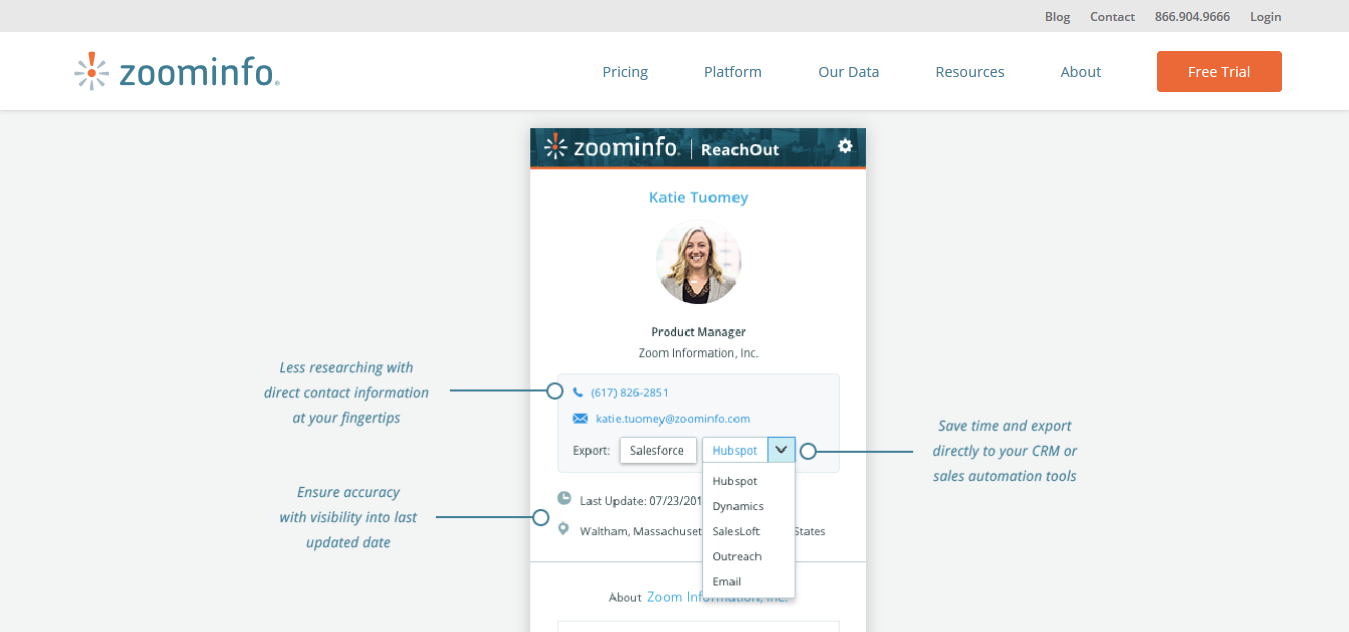 Blog Contact 866.904.9666 Login
zoominfo
Pricing Platform Our Data Resources About Free Trial
zoominfo | ReachOut
Katie Tuomey
Product Manager
Zoom Information, Inc.
Less researching with
direct contact information
at your fingertips
(617) 826-2851
katie.tuomey@zoominfo.com
Export: Salesforce Hubspot
Hubspot
Dynamics
SalesLoft
Outreach
Email
Save time and export
directly to your CRM or
sales automation tools
Ensure accuracy
with visibility into last
updated date
Last Update: 07/23/201
Waltham, Massachuset States
About Zoom Information, Inc.